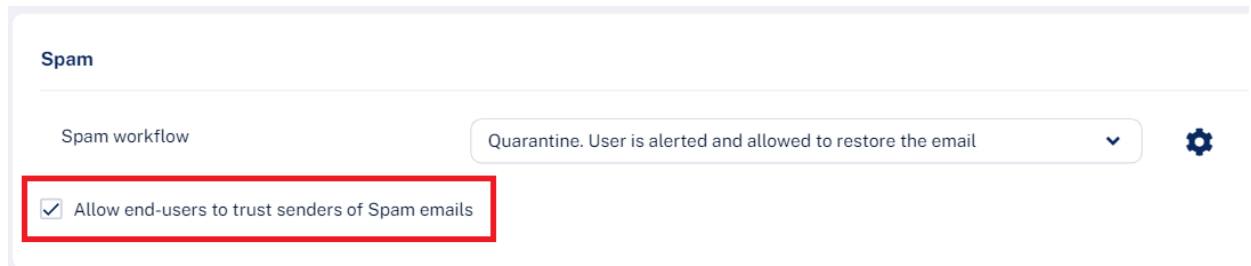 Spam
Spam workflow
Quarantine. User is alerted and allowed to restore the email
Allow end-users to trust senders of Spam emails